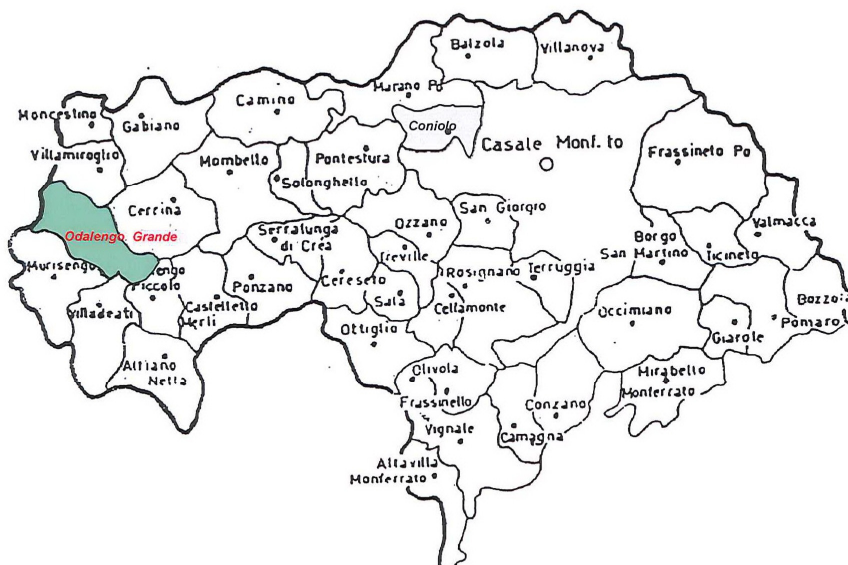 Balzola
Villanova
Morano Po
Moncestino
Gabiano
Camino
Coniolo
Casale Monf.to
Villamiroglio
Mombello
Pontestura
Solonghello
Frassineto Po
Cerrina
Odalengo Grande
Serralunga
di Crea
Ozzano
San Giorgio
Treville
Valmacca
Borgo
San Martino
Ticineto
Murisengo
engo
Piccolo
Ponzano
Cereseto
Rosignano
Terruggia
Sala
Cellamonte
Villadeati
Castelletto
Merli
Ottiglio
Occimiano
Giarole
Bozzol
Pomaro
Alfiano
Natta
Olivola
Frassinello
Conzano
Mirabello
Monferrato
Vignale
Camagna
Altavilla
Monferrato